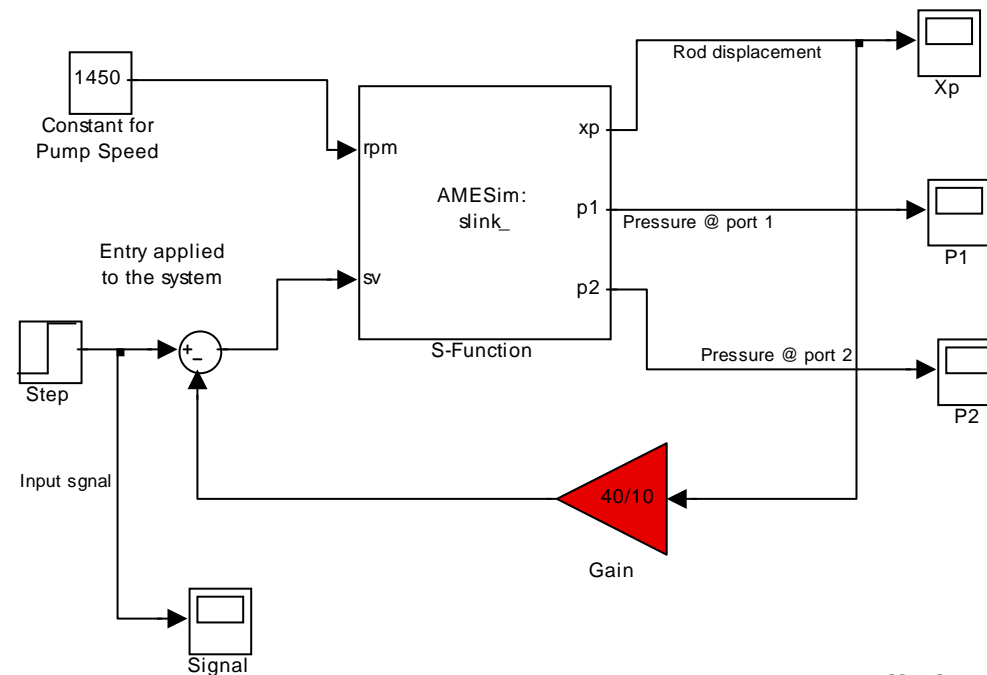 Rod displacement
Xp
1450
Constant for
Pump Speed
xp
rpm
AMESim:
slink_
p1
Pressure @ port 1
P1
Entry applied
to the system
sv
p2
S-Function
Pressure @ port 2
Step
P2
Input sgnal
40/10
Gain
Signal